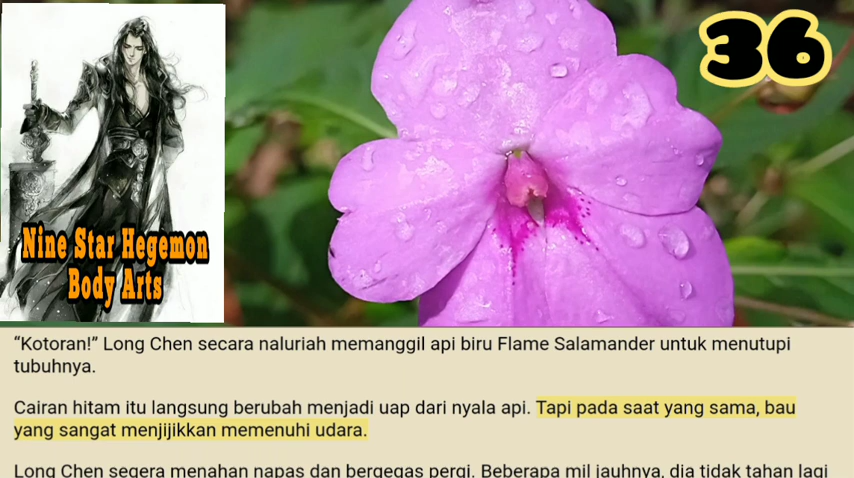 36
Nine Star Hegemon
Body Arts
“Kotoran!” Long Chen secara naluriah memanggil api biru Flame Salamander untuk menutupi
tubuhnya.
Cairan hitam itu langsung berubah menjadi uap dari nyala api. Tapi pada saat yang sama, bau
yang sangat menjijikkan memenuhi udara.
Long Chen segera menahan napas dan bergegas pergi. Beberapa mil jauhnya, dia tidak tahan lagi